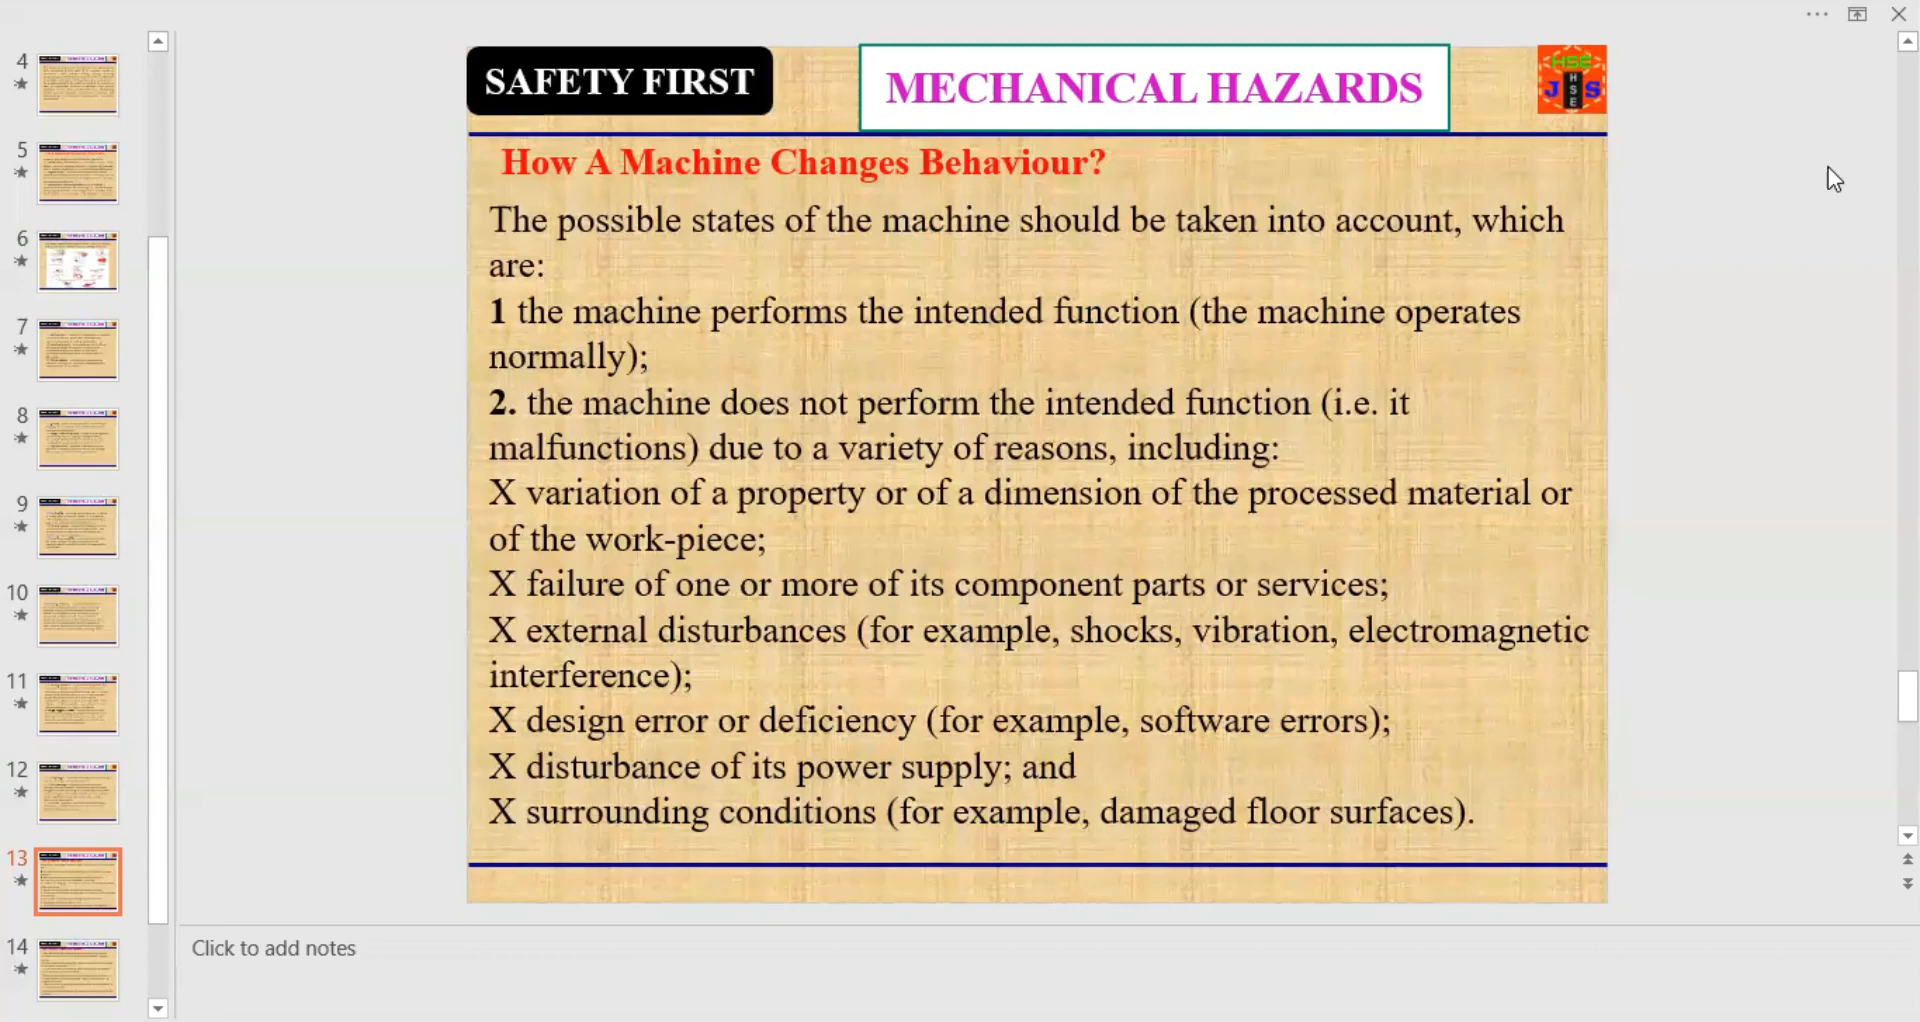 4
5
6
7
8
9
10
11
12
13
14
SAFETY FIRST
MECHANICAL HAZARDS
HSE
J HSE S
How A Machine Changes Behaviour?
The possible states of the machine should be taken into account, which
are:
1 the machine performs the intended function (the machine operates
normally);
2. the machine does not perform the intended function (i.e. it
malfunctions) due to a variety of reasons, including:
X variation of a property or of a dimension of the processed material or
of the work-piece;
X failure of one or more of its component parts or services;
X external disturbances (for example, shocks, vibration, electromagnetic
interference);
X design error or deficiency (for example, software errors);
X disturbance of its power supply; and
X surrounding conditions (for example, damaged floor surfaces).
Click to add notes